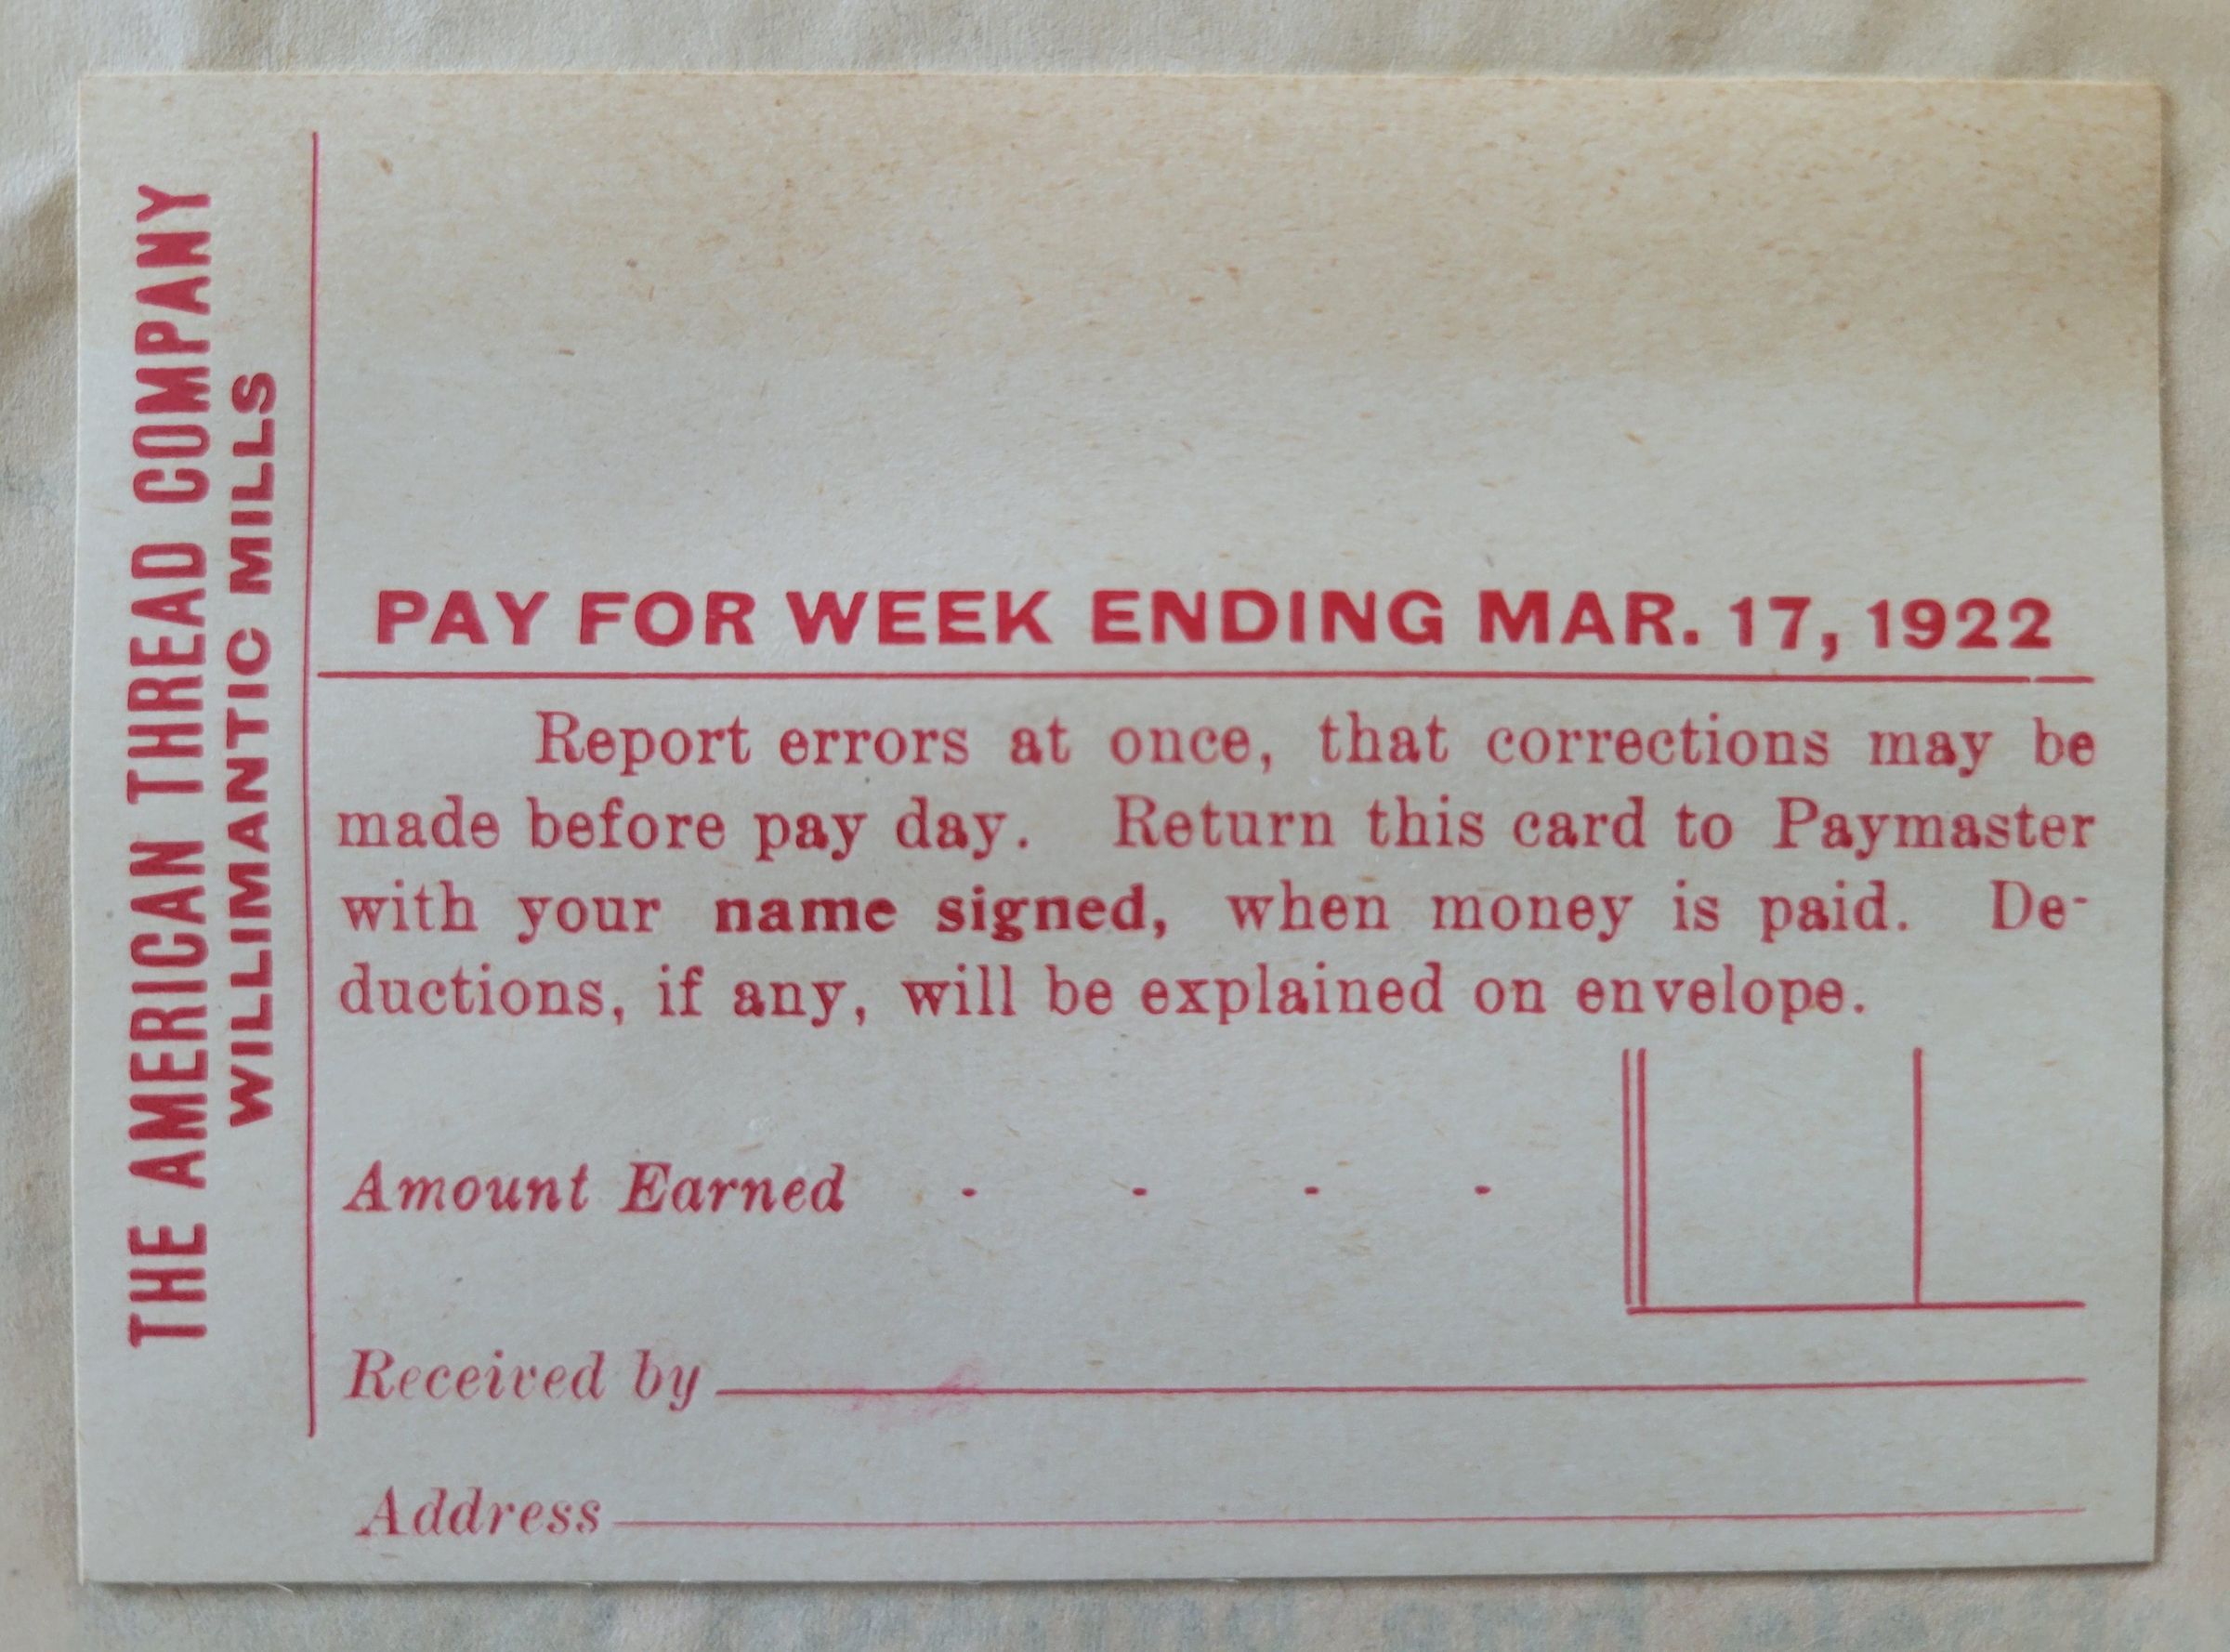 THE AMERICAN THREAD COMPANY
WILLIMANTIC MILLS
PAY FOR WEEK ENDING MAR. 17, 1922
Report errors at once, that corrections may be
made before pay day. Return this card to Paymaster
with your name signed, when money is paid. De-
ductions, if any, will be explained on envelope.
Amount Earned - - - -
Received by
Address